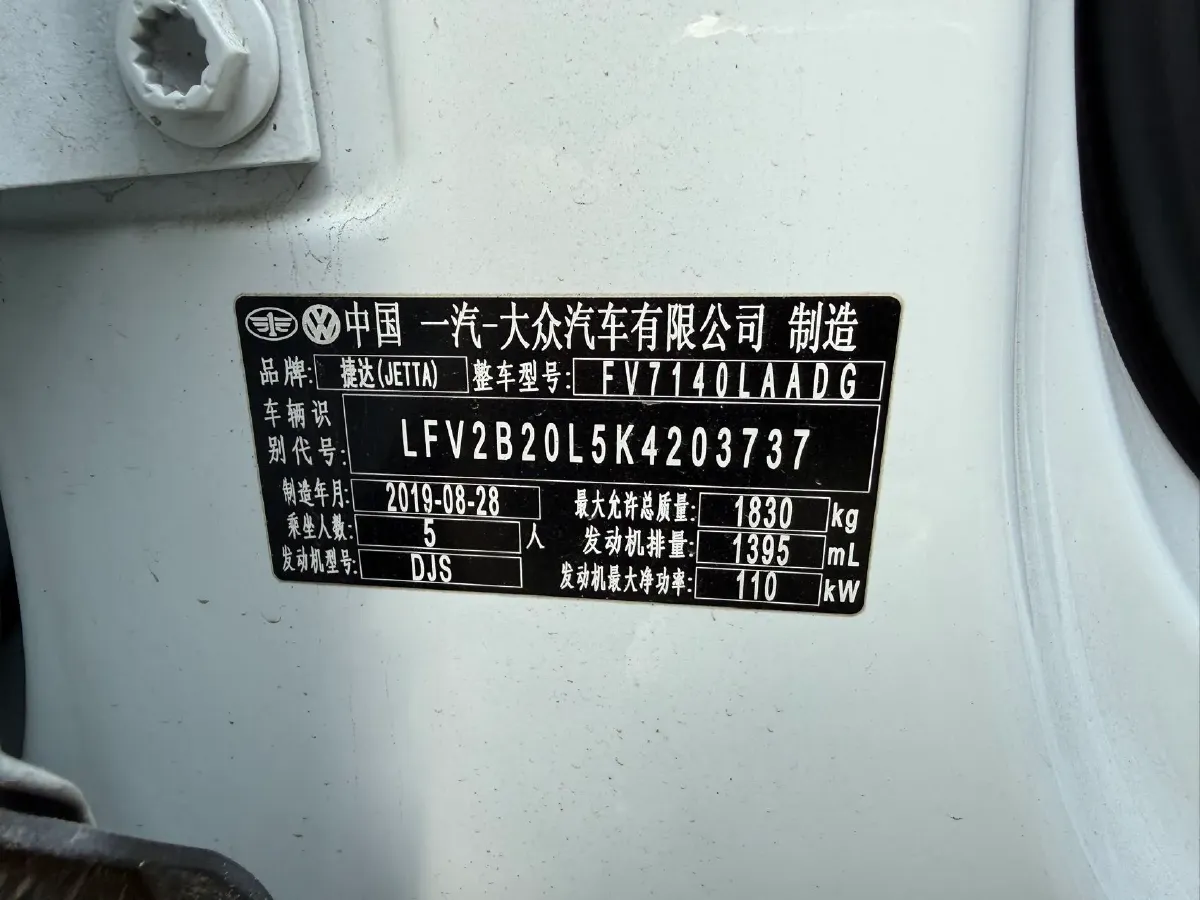 中国 一汽-大众汽车有限公司 制造
品牌: 捷达(JETTA) 整车型号: FV7140LAADG
车辆识别代号: LFV2B20L5K4203737
制造年月: 2019-08-28 最大允许总质量: 1830 kg
乘坐人数: 5 人 发动机排量: 1395 mL
发动机型号: DJS 发动机最大净功率: 110 kW